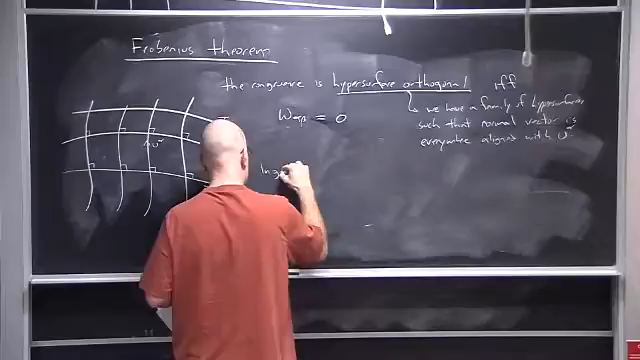 Frobenius theorem
the congruence is hypersurface orthogonal iff
↳ we have a family of hypersurfaces
such that normal vector is
everywhere aligned with u^α
ω_αβ = 0
u^α